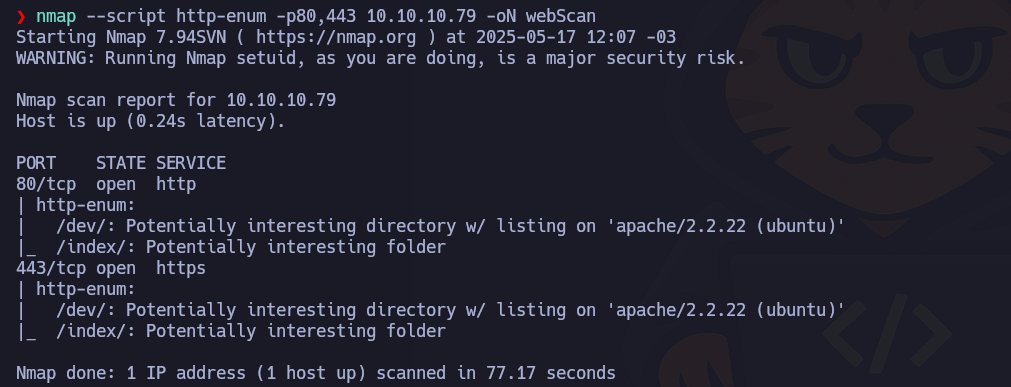 ❯ nmap --script http-enum -p80,443 10.10.10.79 -oN webScan
Starting Nmap 7.94SVN ( https://nmap.org ) at 2025-05-17 12:07 -03
WARNING: Running Nmap setuid, as you are doing, is a major security risk.

Nmap scan report for 10.10.10.79
Host is up (0.24s latency).

PORT    STATE SERVICE
80/tcp  open  http
| http-enum:
|   /dev/: Potentially interesting directory w/ listing on 'apache/2.2.22 (ubuntu)'
|_  /index/: Potentially interesting folder
443/tcp open  https
| http-enum:
|   /dev/: Potentially interesting directory w/ listing on 'apache/2.2.22 (ubuntu)'
|_  /index/: Potentially interesting folder

Nmap done: 1 IP address (1 host up) scanned in 77.17 seconds